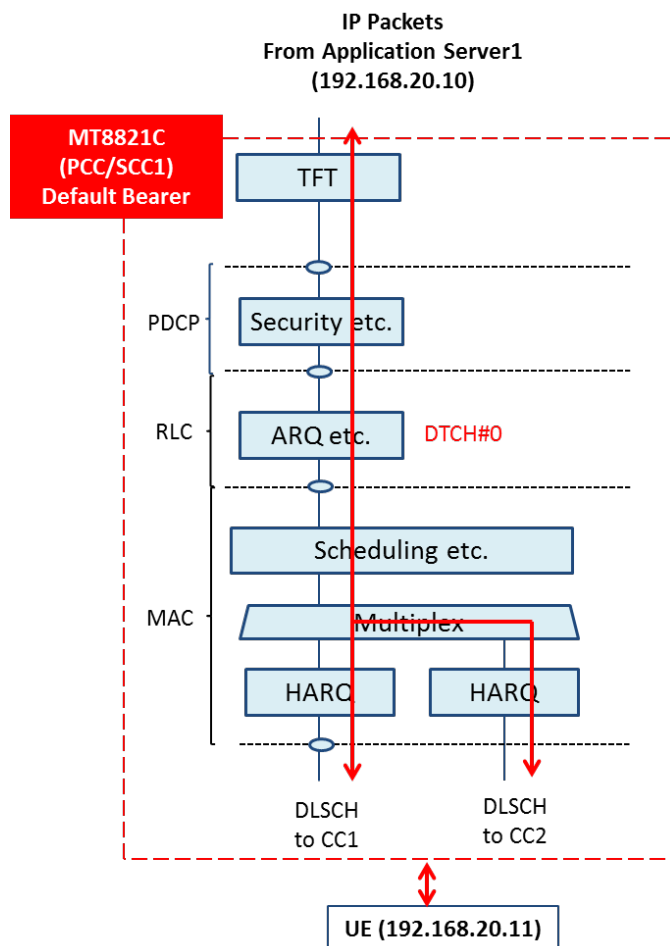 IP Packets
From Application Server1
(192.168.20.10)
MT8821C
(PCC/SCC1)
Default Bearer
TFT
PDCP
Security etc.
RLC
ARQ etc.
DTCH#0
Scheduling etc.
MAC
Multiplex
HARQ
HARQ
DLSCH
to CC1
DLSCH
to CC2
UE (192.168.20.11)